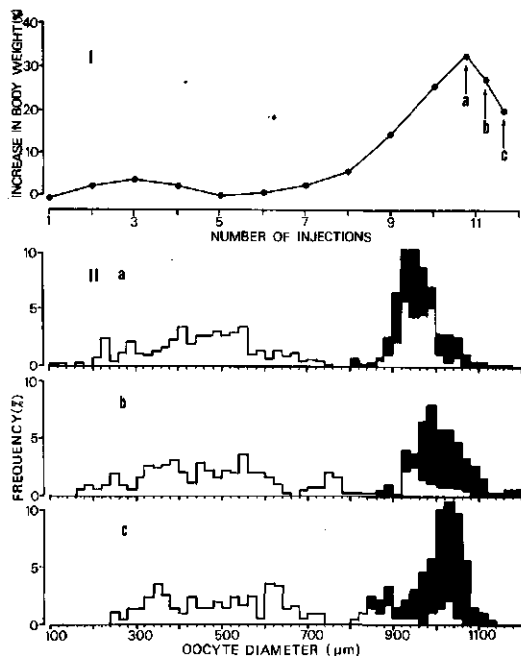 INCREASE IN BODY WEIGHT(%)
40
30
20
10
0
I
a
b
c
1 3 5 7 9 11
NUMBER OF INJECTIONS
FREQUENCY(%)
II a
10
5
0
b
10
5
0
c
10
5
0
100 300 500 700 900 1100
OOCYTE DIAMETER (μm)